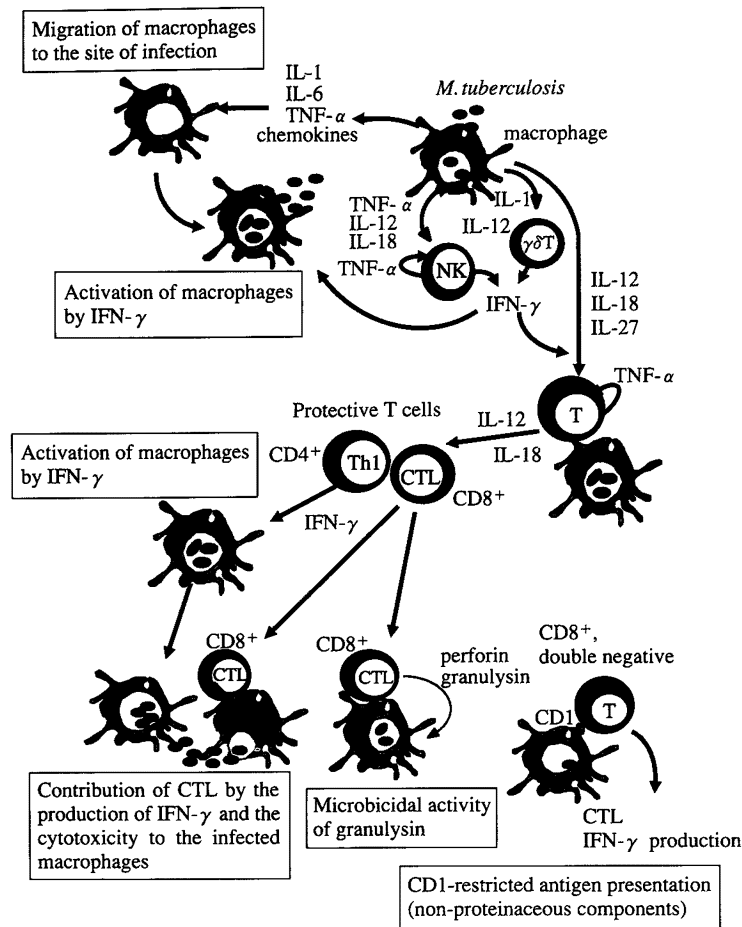 Migration of macrophages
to the site of infection
IL-1
IL-6
TNF-α
chemokines
M. tuberculosis
macrophage
TNF-α
IL-12
IL-18
IL-1
IL-12
γδT
TNF-α
NK
IFN-γ
IL-12
IL-18
IL-27
Activation of macrophages
by IFN-γ
TNF-α
T
Protective T cells
IL-12
IL-18
CD4+
Th1
CTL
CD8+
Activation of macrophages
by IFN-γ
IFN-γ
CD8+
CTL
CD8+
CTL
perforin
granulysin
CD8+,
double negative
CD1
T
Contribution of CTL by the
production of IFN-γ and the
cytotoxicity to the infected
macrophages
Microbicidal activity
of granulysin
CTL
IFN-γ production
CD1-restricted antigen presentation
(non-proteinaceous components)